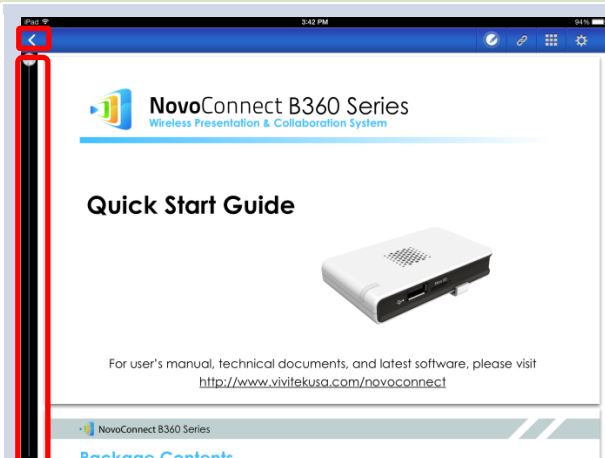 iPad 3:42 PM 94%
NovoConnect B360 Series
Wireless Presentation & Collaboration System
Quick Start Guide
For user's manual, technical documents, and latest software, please visit
http://www.vivitekusa.com/novoconnect
NovoConnect B360 Series
Package Contents